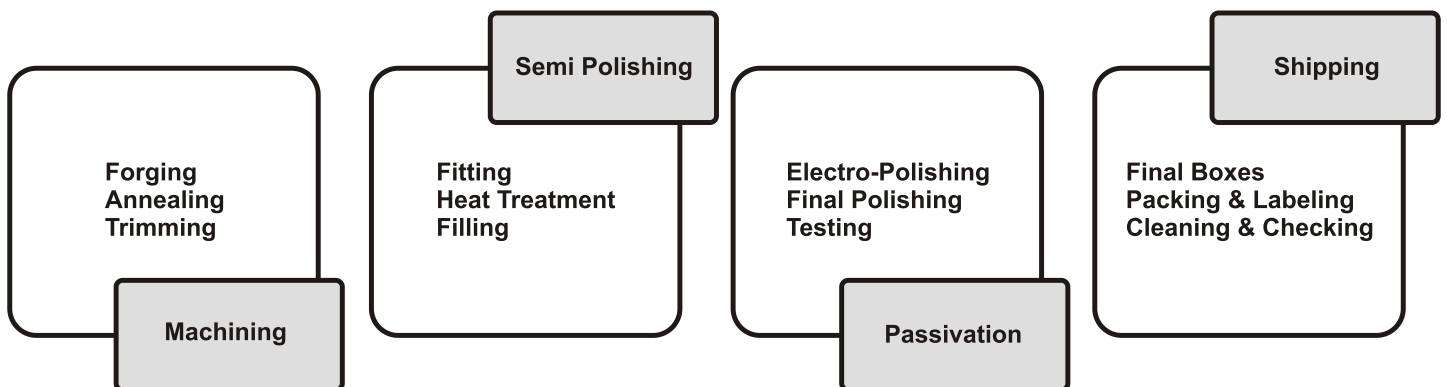 Forging
Annealing
Trimming
Machining
Semi Polishing
Fitting
Heat Treatment
Filling
Electro-Polishing
Final Polishing
Testing
Passivation
Shipping
Final Boxes
Packing & Labeling
Cleaning & Checking